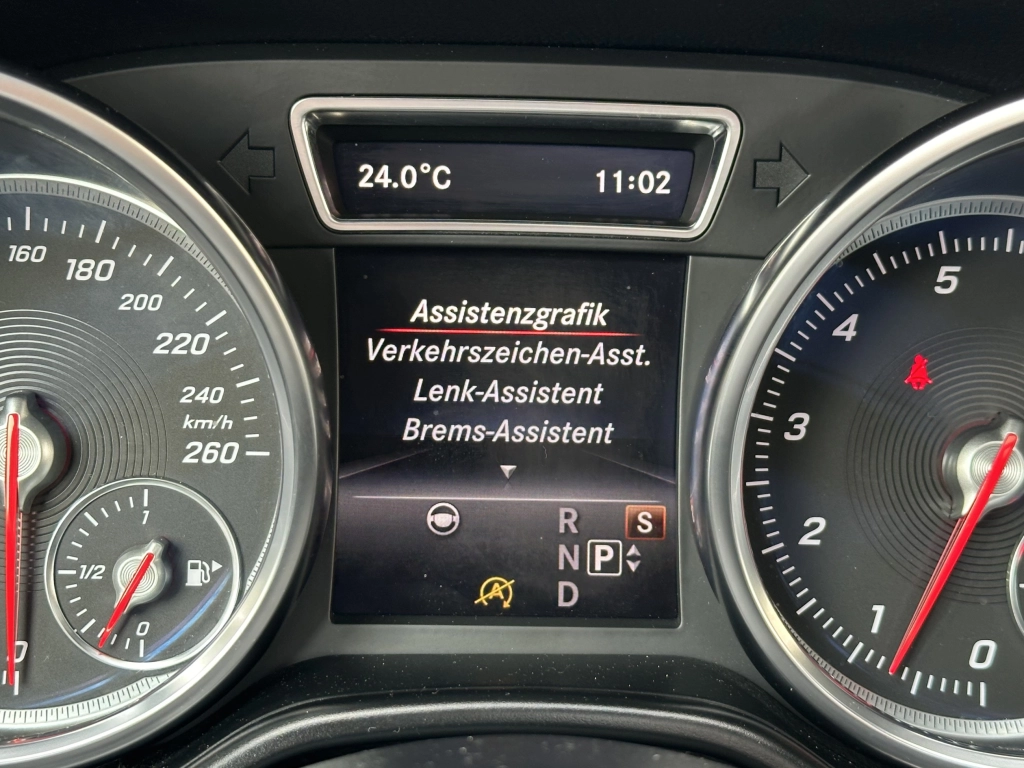 24.0°C 11:02
160
180
200
220
240
km/h
260
1
1/2
0
0
Assistenzgrafik
Verkehrszeichen-Asst.
Lenk-Assistent
Brems-Assistent
R S
N P
A D
5
4
3
2
1
0